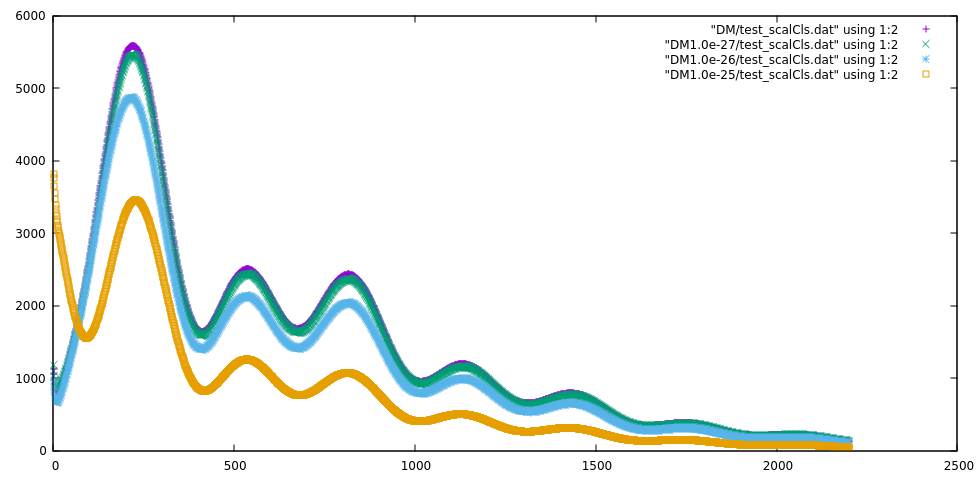 6000
5000
4000
3000
2000
1000
0
0 500 1000 1500 2000 2500
"DM/test_scalCls.dat" using 1:2
"DM1.0e-27/test_scalCls.dat" using 1:2
"DM1.0e-26/test_scalCls.dat" using 1:2
"DM1.0e-25/test_scalCls.dat" using 1:2